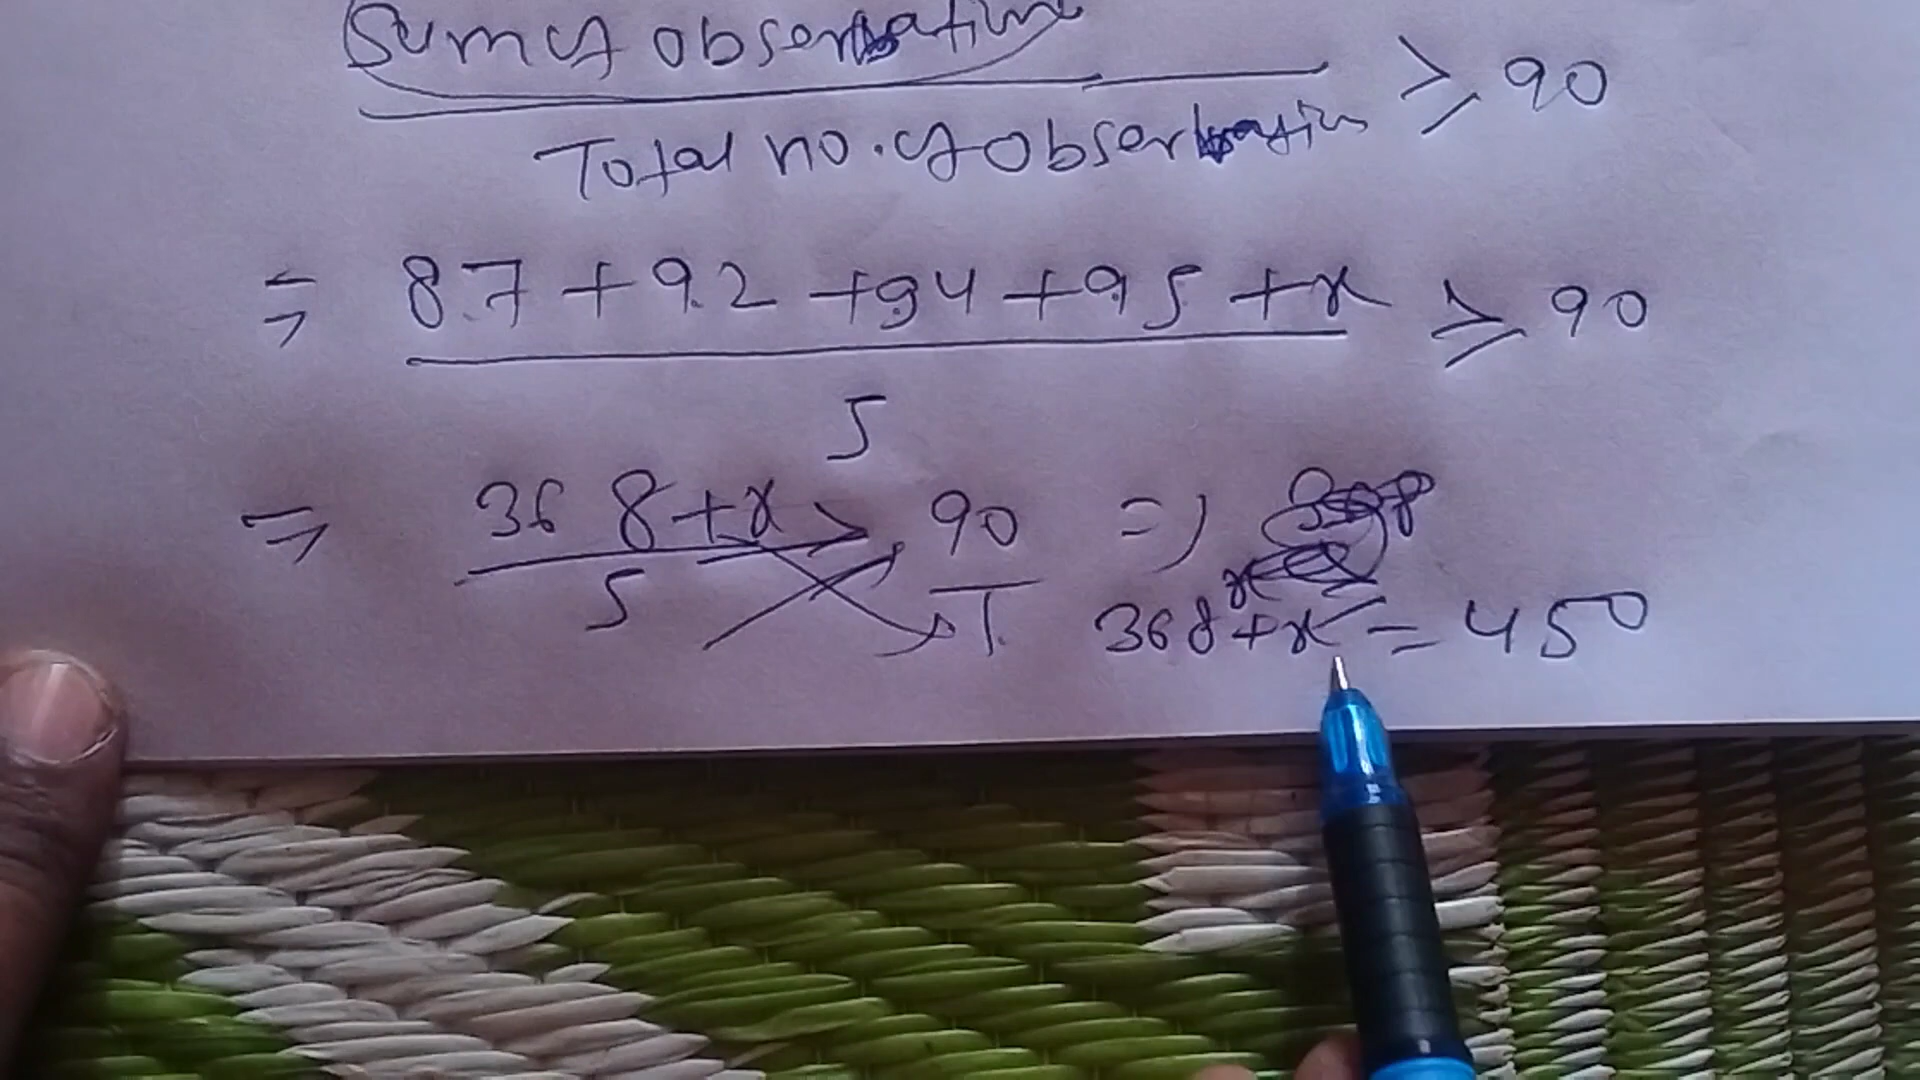 Sum of observations
Total no. of observation ≥ 90
⇒ 87 + 92 + 94 + 95 + x ≥ 90
5
⇒ 368 + x > 90 ⇒
5 1 368 + x = 450